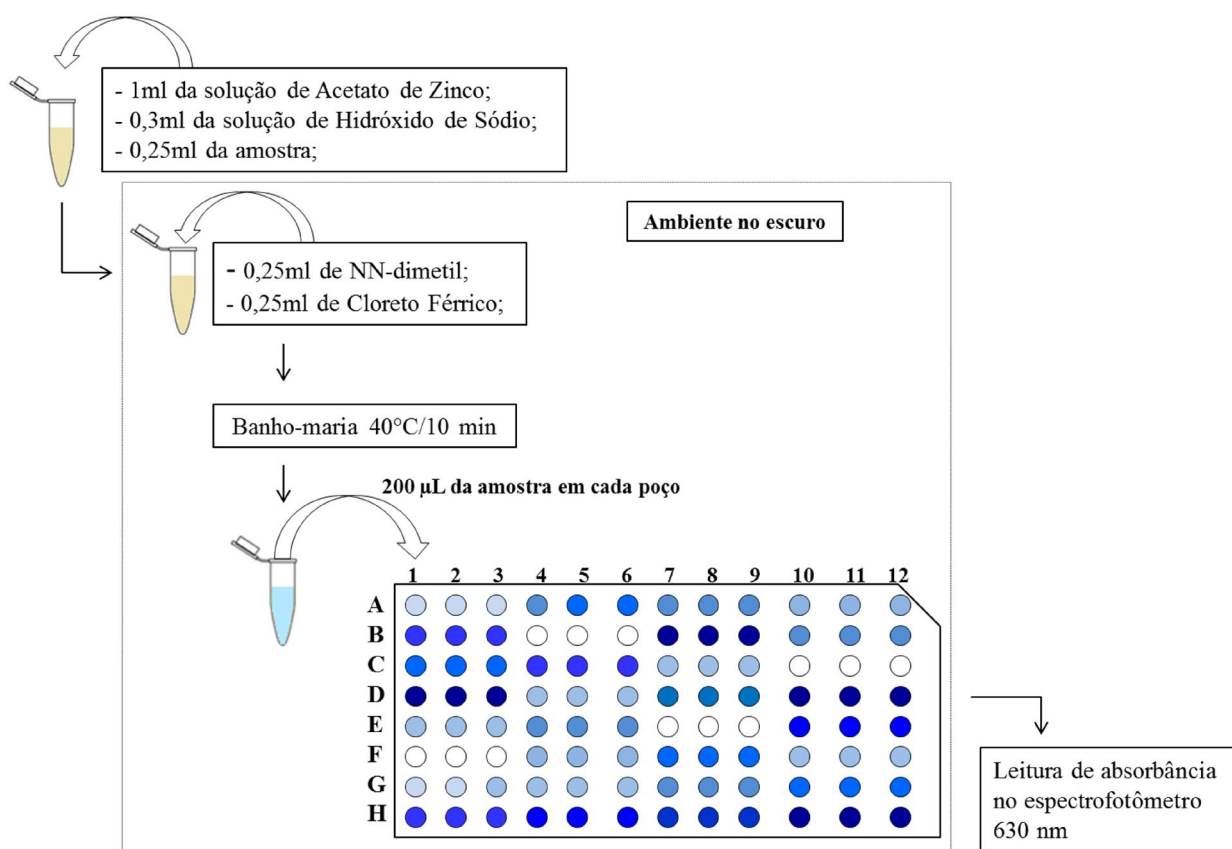 - 1ml da solução de Acetato de Zinco;
- 0,3ml da solução de Hidróxido de Sódio;
- 0,25ml da amostra;
Ambiente no escuro
- 0,25ml de NN-dimetil;
- 0,25ml de Cloreto Férrico;
Banho-maria 40°C/10 min
200 µL da amostra em cada poço
1 2 3 4 5 6 7 8 9 10 11 12
A
B
C
D
E
F
G
H
Leitura de absorbância
no espectrofotômetro
630 nm